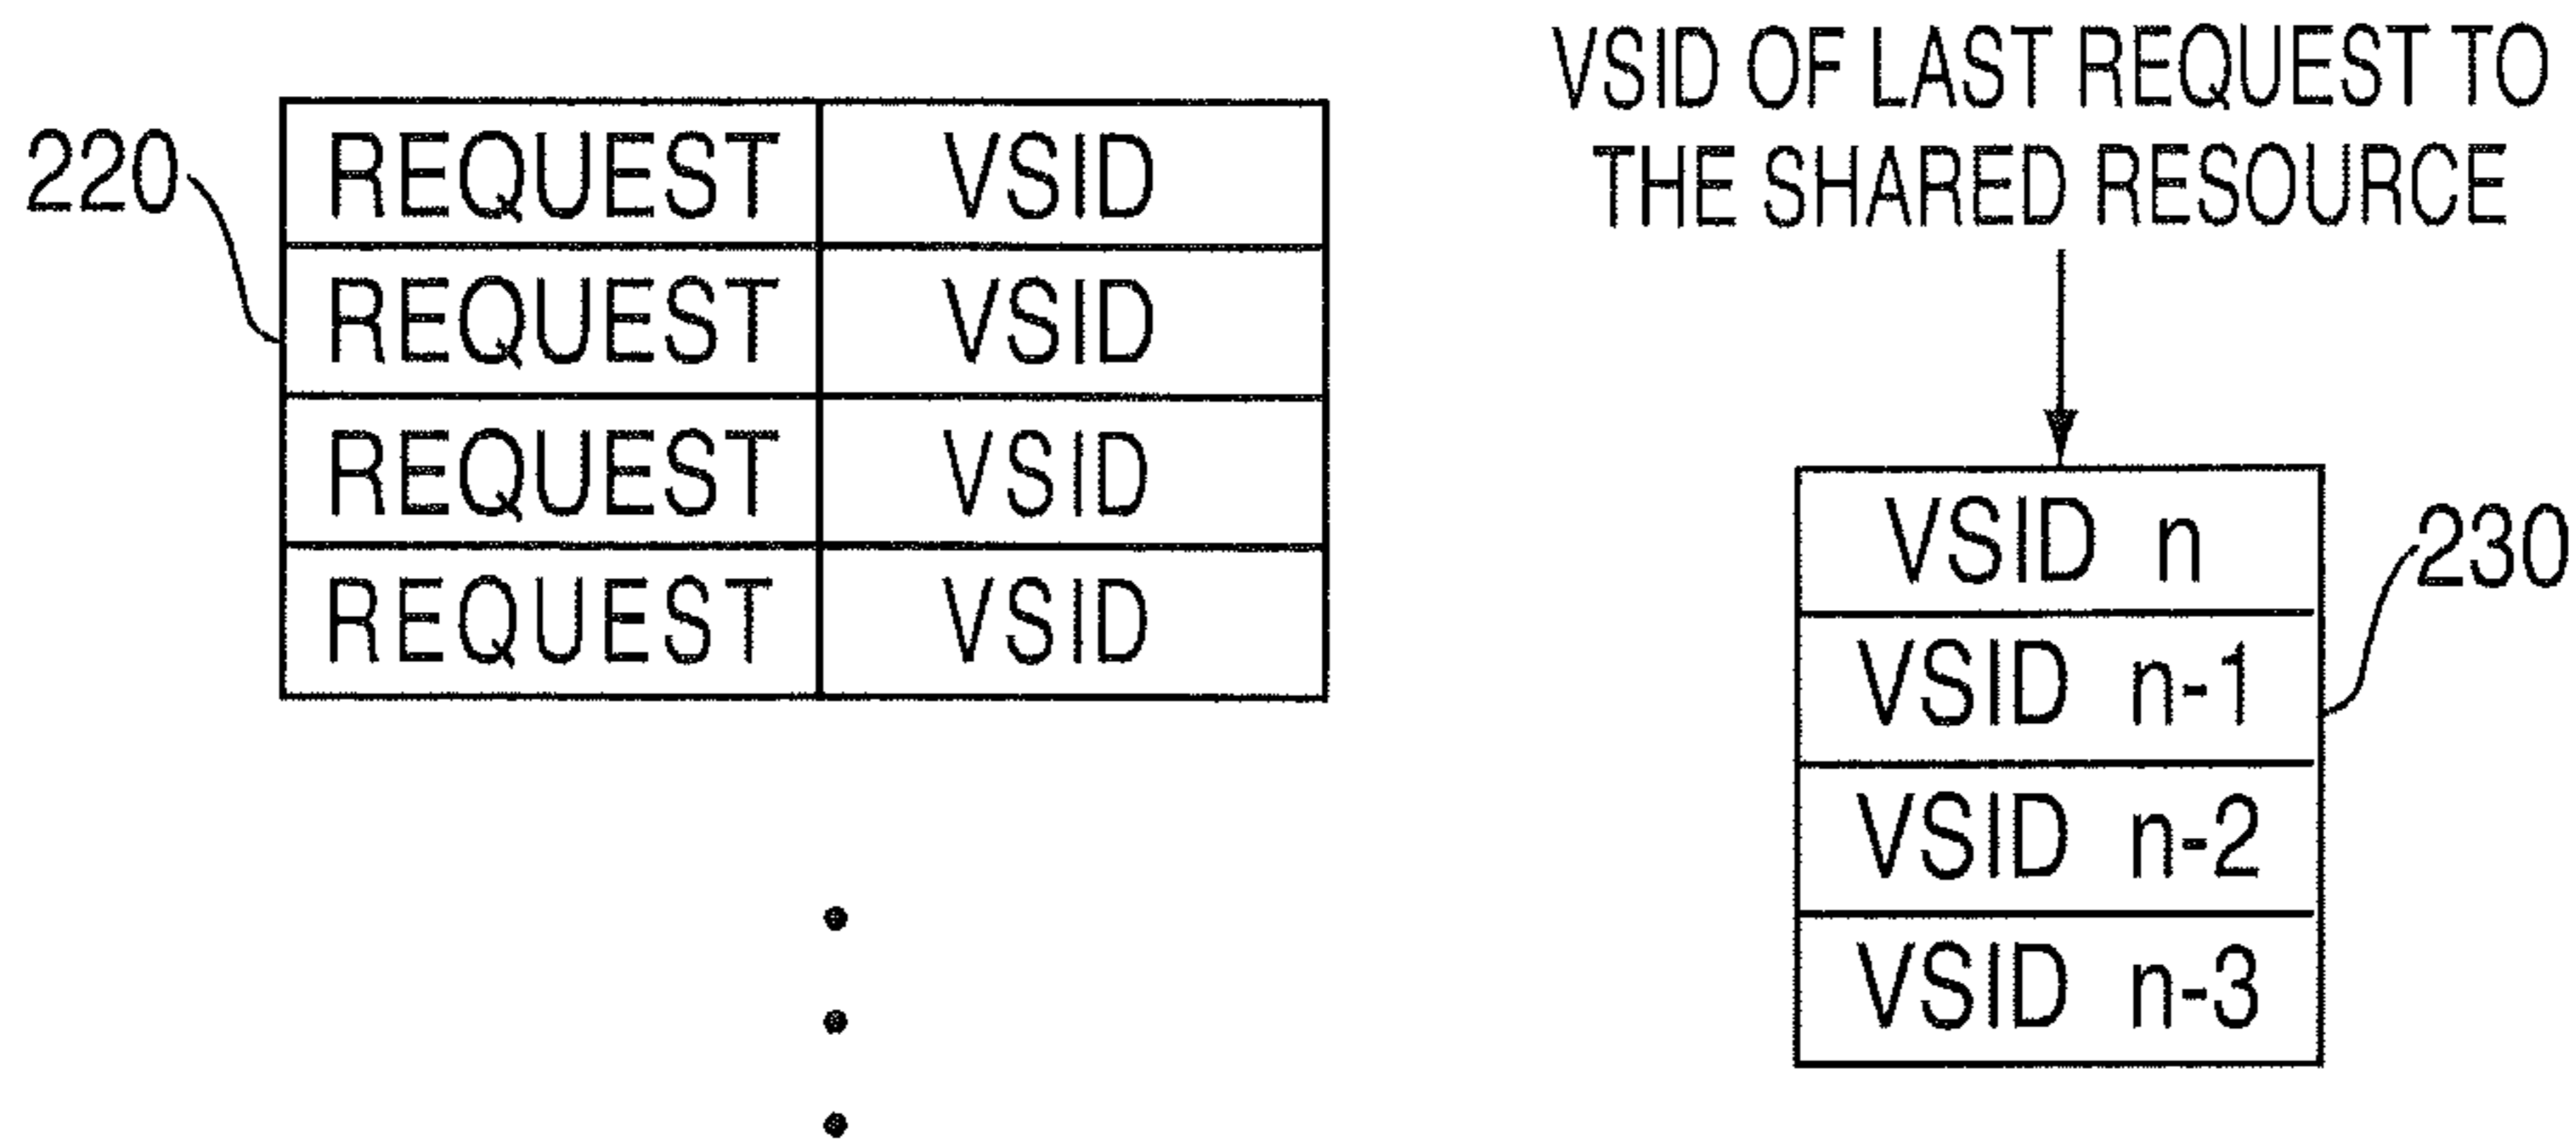 220
REQUEST VSID
REQUEST VSID
REQUEST VSID
REQUEST VSID
VSID OF LAST REQUEST TO
THE SHARED RESOURCE
VSID n
VSID n-1
VSID n-2
VSID n-3
230